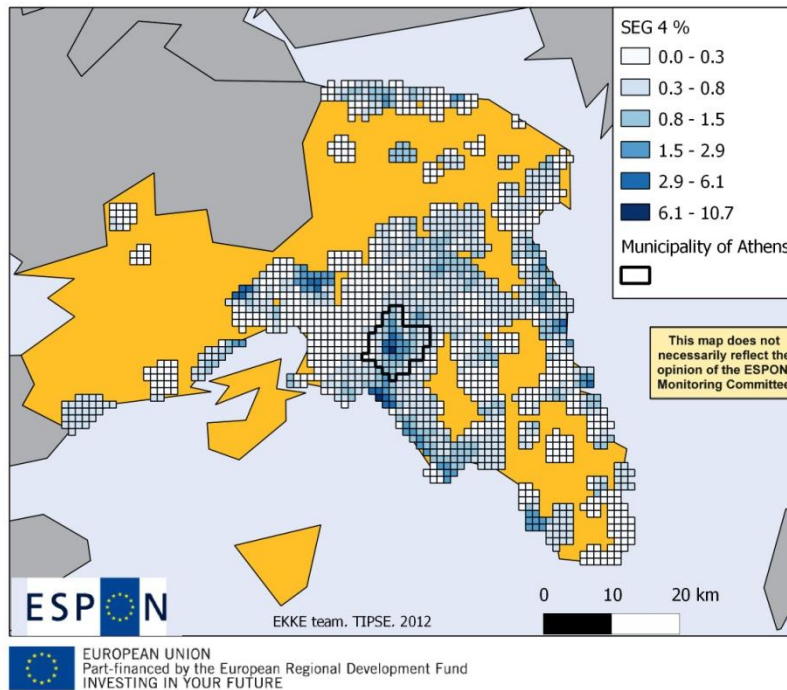 SEG 4 %
0.0 - 0.3
0.3 - 0.8
0.8 - 1.5
1.5 - 2.9
2.9 - 6.1
6.1 - 10.7
Municipality of Athens
This map does not
necessarily reflect the
opinion of the ESPON
Monitoring Committee
ESPON
EKKE team. TIPSE. 2012
0 10 20 km
EUROPEAN UNION
Part-financed by the European Regional Development Fund
INVESTING IN YOUR FUTURE